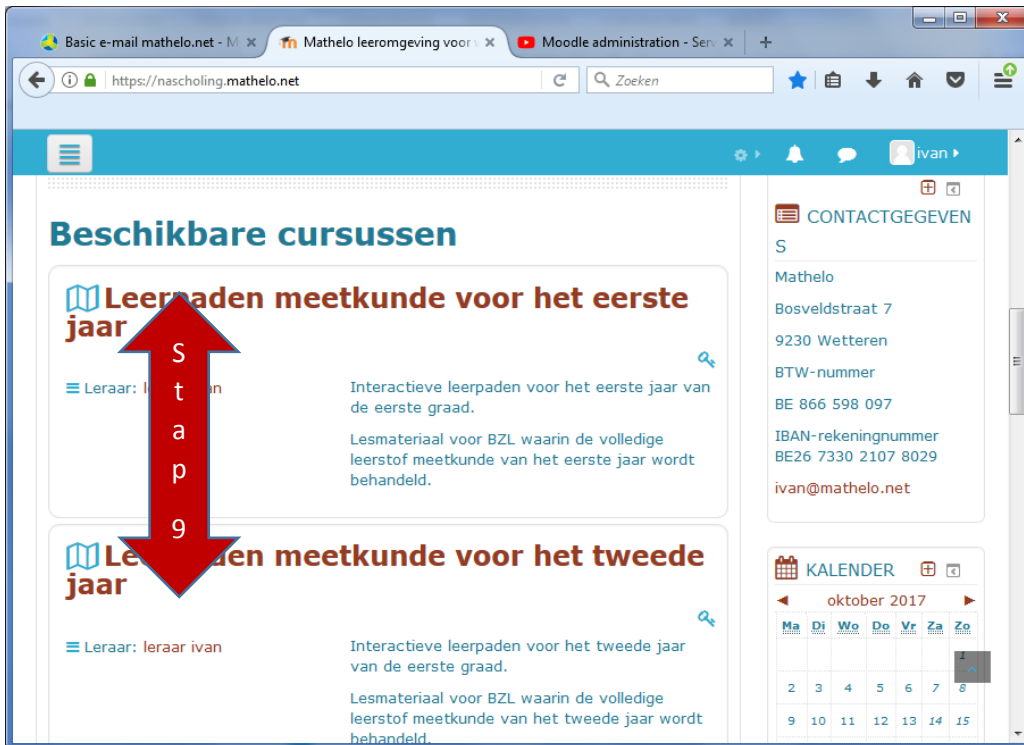 Basic e-mail mathelo.net - M
Mathelo leeromgeving voor
Moodle administration - Serv
https://nascholing.mathelo.net
Zoeken
ivan
Beschikbare cursussen
Leerpaden meetkunde voor het eerste
jaar
Leraar: leraar ivan
Interactieve leerpaden voor het eerste jaar van
de eerste graad.
Lesmateriaal voor BZL waarin de volledige
leerstof meetkunde van het eerste jaar wordt
behandeld.
Stap 9
Leerpaden meetkunde voor het tweede
jaar
Leraar: leraar ivan
Interactieve leerpaden voor het tweede jaar
van de eerste graad.
Lesmateriaal voor BZL waarin de volledige
leerstof meetkunde van het tweede jaar wordt
behandeld.
CONTACTGEGEVEN
S
Mathelo
Bosveldstraat 7
9230 Wetteren
BTW-nummer
BE 866 598 097
IBAN-rekeningnummer
BE26 7330 2107 8029
ivan@mathelo.net
KALENDER
oktober 2017
Ma Di Wo Do Vr Za Zo
1
2 3 4 5 6 7 8
9 10 11 12 13 14 15